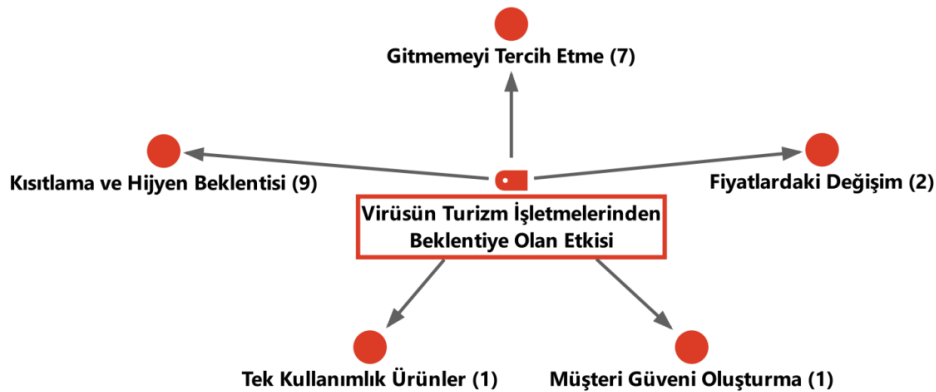 Gitmemeyi Tercih Etme (7)
Kısıtlama ve Hijyen Beklentisi (9)
Fiyatlardaki Değişim (2)
Virüsün Turizm İşletmelerinden
Beklentiye Olan Etkisi
Tek Kullanımlık Ürünler (1)
Müşteri Güveni Oluşturma (1)